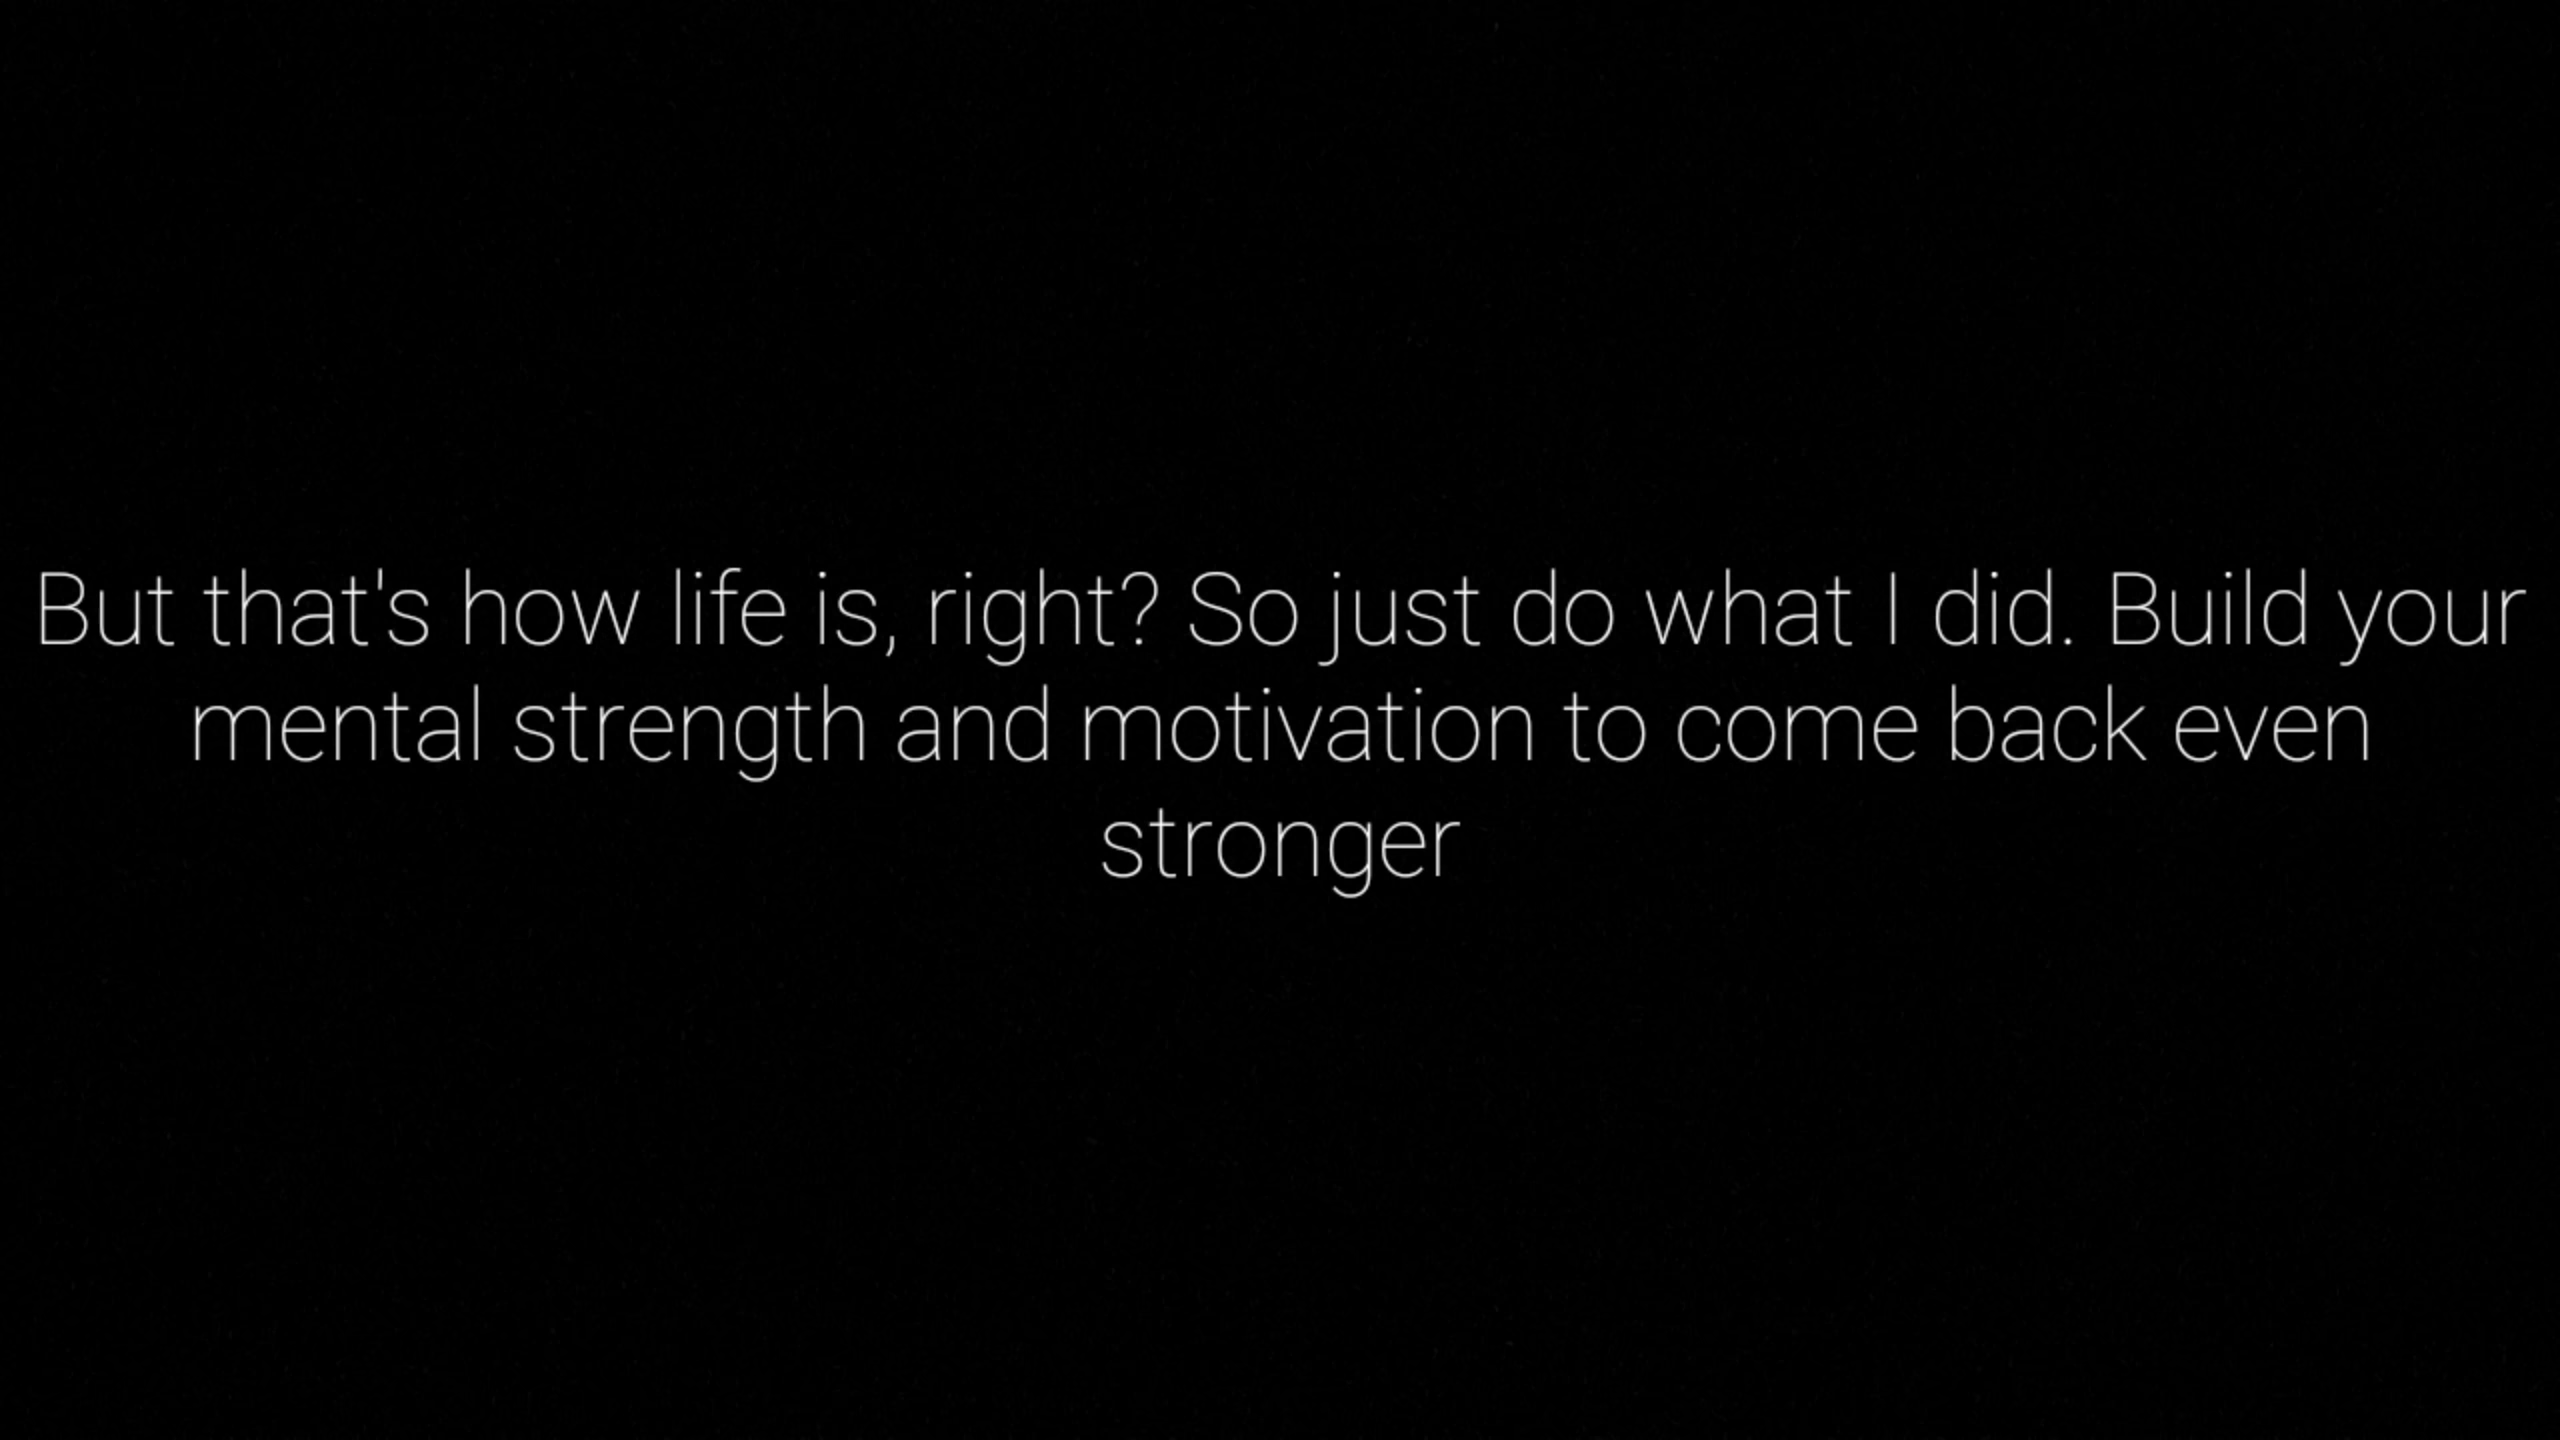 But that's how life is, right? So just do what I did. Build your
mental strength and motivation to come back even
stronger